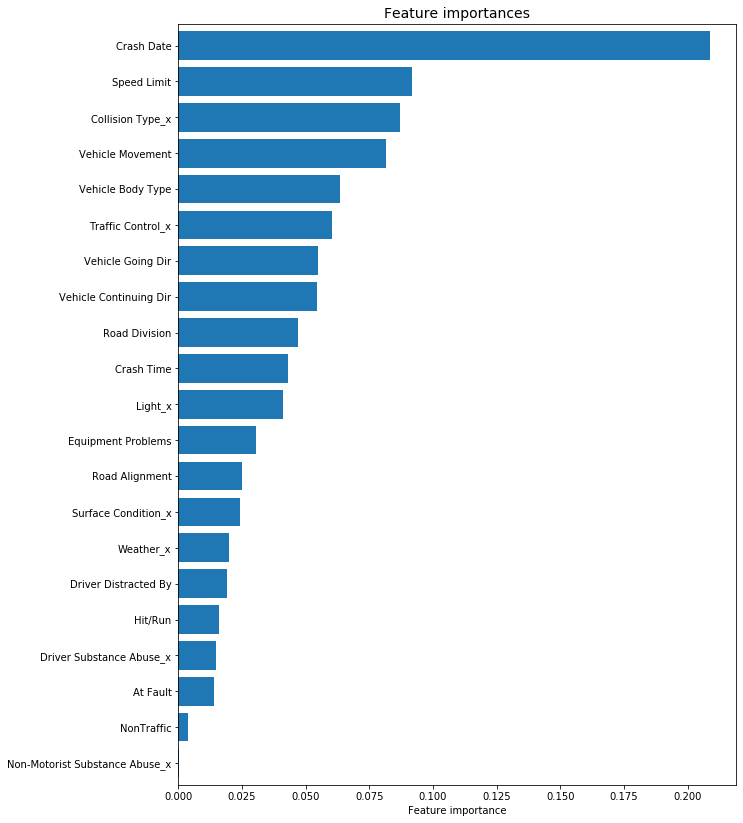 Feature importances
Crash Date
Speed Limit
Collision Type_x
Vehicle Movement
Vehicle Body Type
Traffic Control_x
Vehicle Going Dir
Vehicle Continuing Dir
Road Division
Crash Time
Light_x
Equipment Problems
Road Alignment
Surface Condition_x
Weather_x
Driver Distracted By
Hit/Run
Driver Substance Abuse_x
At Fault
NonTraffic
Non-Motorist Substance Abuse_x
0.000 0.025 0.050 0.075 0.100 0.125 0.150 0.175 0.200
Feature importance